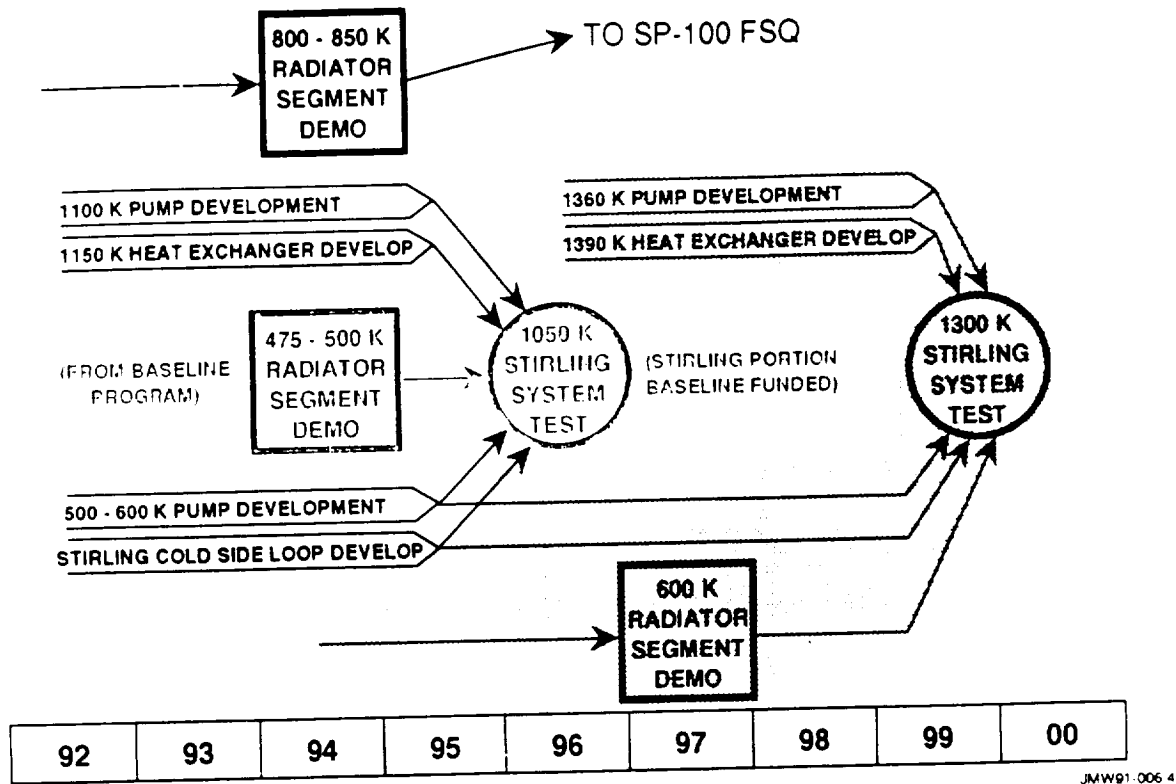 800 - 850 K
RADIATOR
SEGMENT
DEMO
TO SP-100 FSQ
1100 K PUMP DEVELOPMENT
1150 K HEAT EXCHANGER DEVELOP
1360 K PUMP DEVELOPMENT
1390 K HEAT EXCHANGER DEVELOP
(FROM BASELINE
PROGRAM)
475 - 500 K
RADIATOR
SEGMENT
DEMO
1050 K
STIRLING
SYSTEM
TEST
(STIRLING PORTION
BASELINE FUNDED)
1300 K
STIRLING
SYSTEM
TEST
500 - 600 K PUMP DEVELOPMENT
STIRLING COLD SIDE LOOP DEVELOP
600 K
RADIATOR
SEGMENT
DEMO
92 93 94 95 96 97 98 99 00
JMW91-006 4